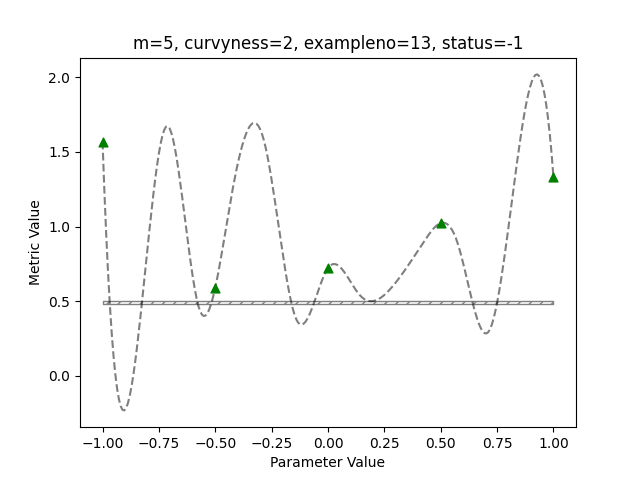 m=5, curvyness=2, exampleno=13, status=-1
2.0
1.5
1.0
0.5
0.0
Metric Value
−1.00 −0.75 −0.50 −0.25 0.00 0.25 0.50 0.75 1.00
Parameter Value